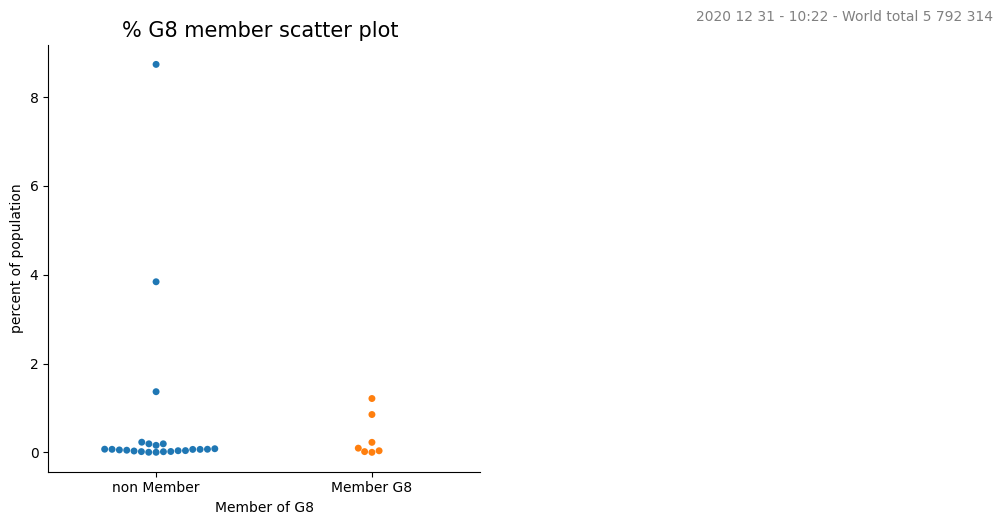 2020 12 31 - 10:22 - World total 5 792 314
% G8 member scatter plot
percent of population
8
6
4
2
0
non Member
Member G8
Member of G8